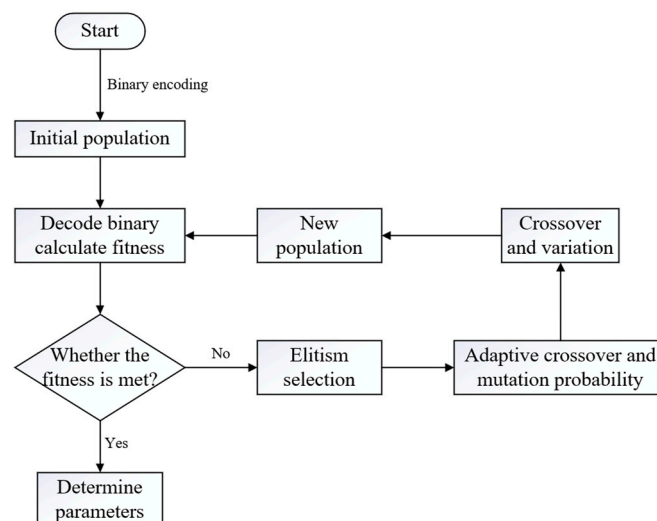 Start
Binary encoding
Initial population
Decode binary
calculate fitness
New
population
Crossover
and variation
Whether the
fitness is met?
No
Elitism
selection
Adaptive crossover and
mutation probability
Yes
Determine
parameters